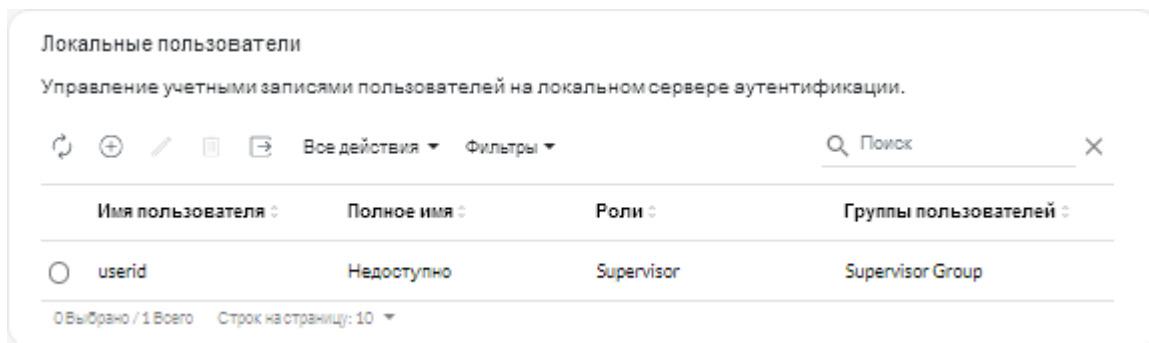 Локальные пользователи
Управление учетными записями пользователей на локальном сервере аутентификации.
Все действия Фильтры Поиск
Имя пользователя Полное имя Роли Группы пользователей
userid Недоступно Supervisor Supervisor Group
0 Выбрано / 1 Всего Строк на страницу: 10